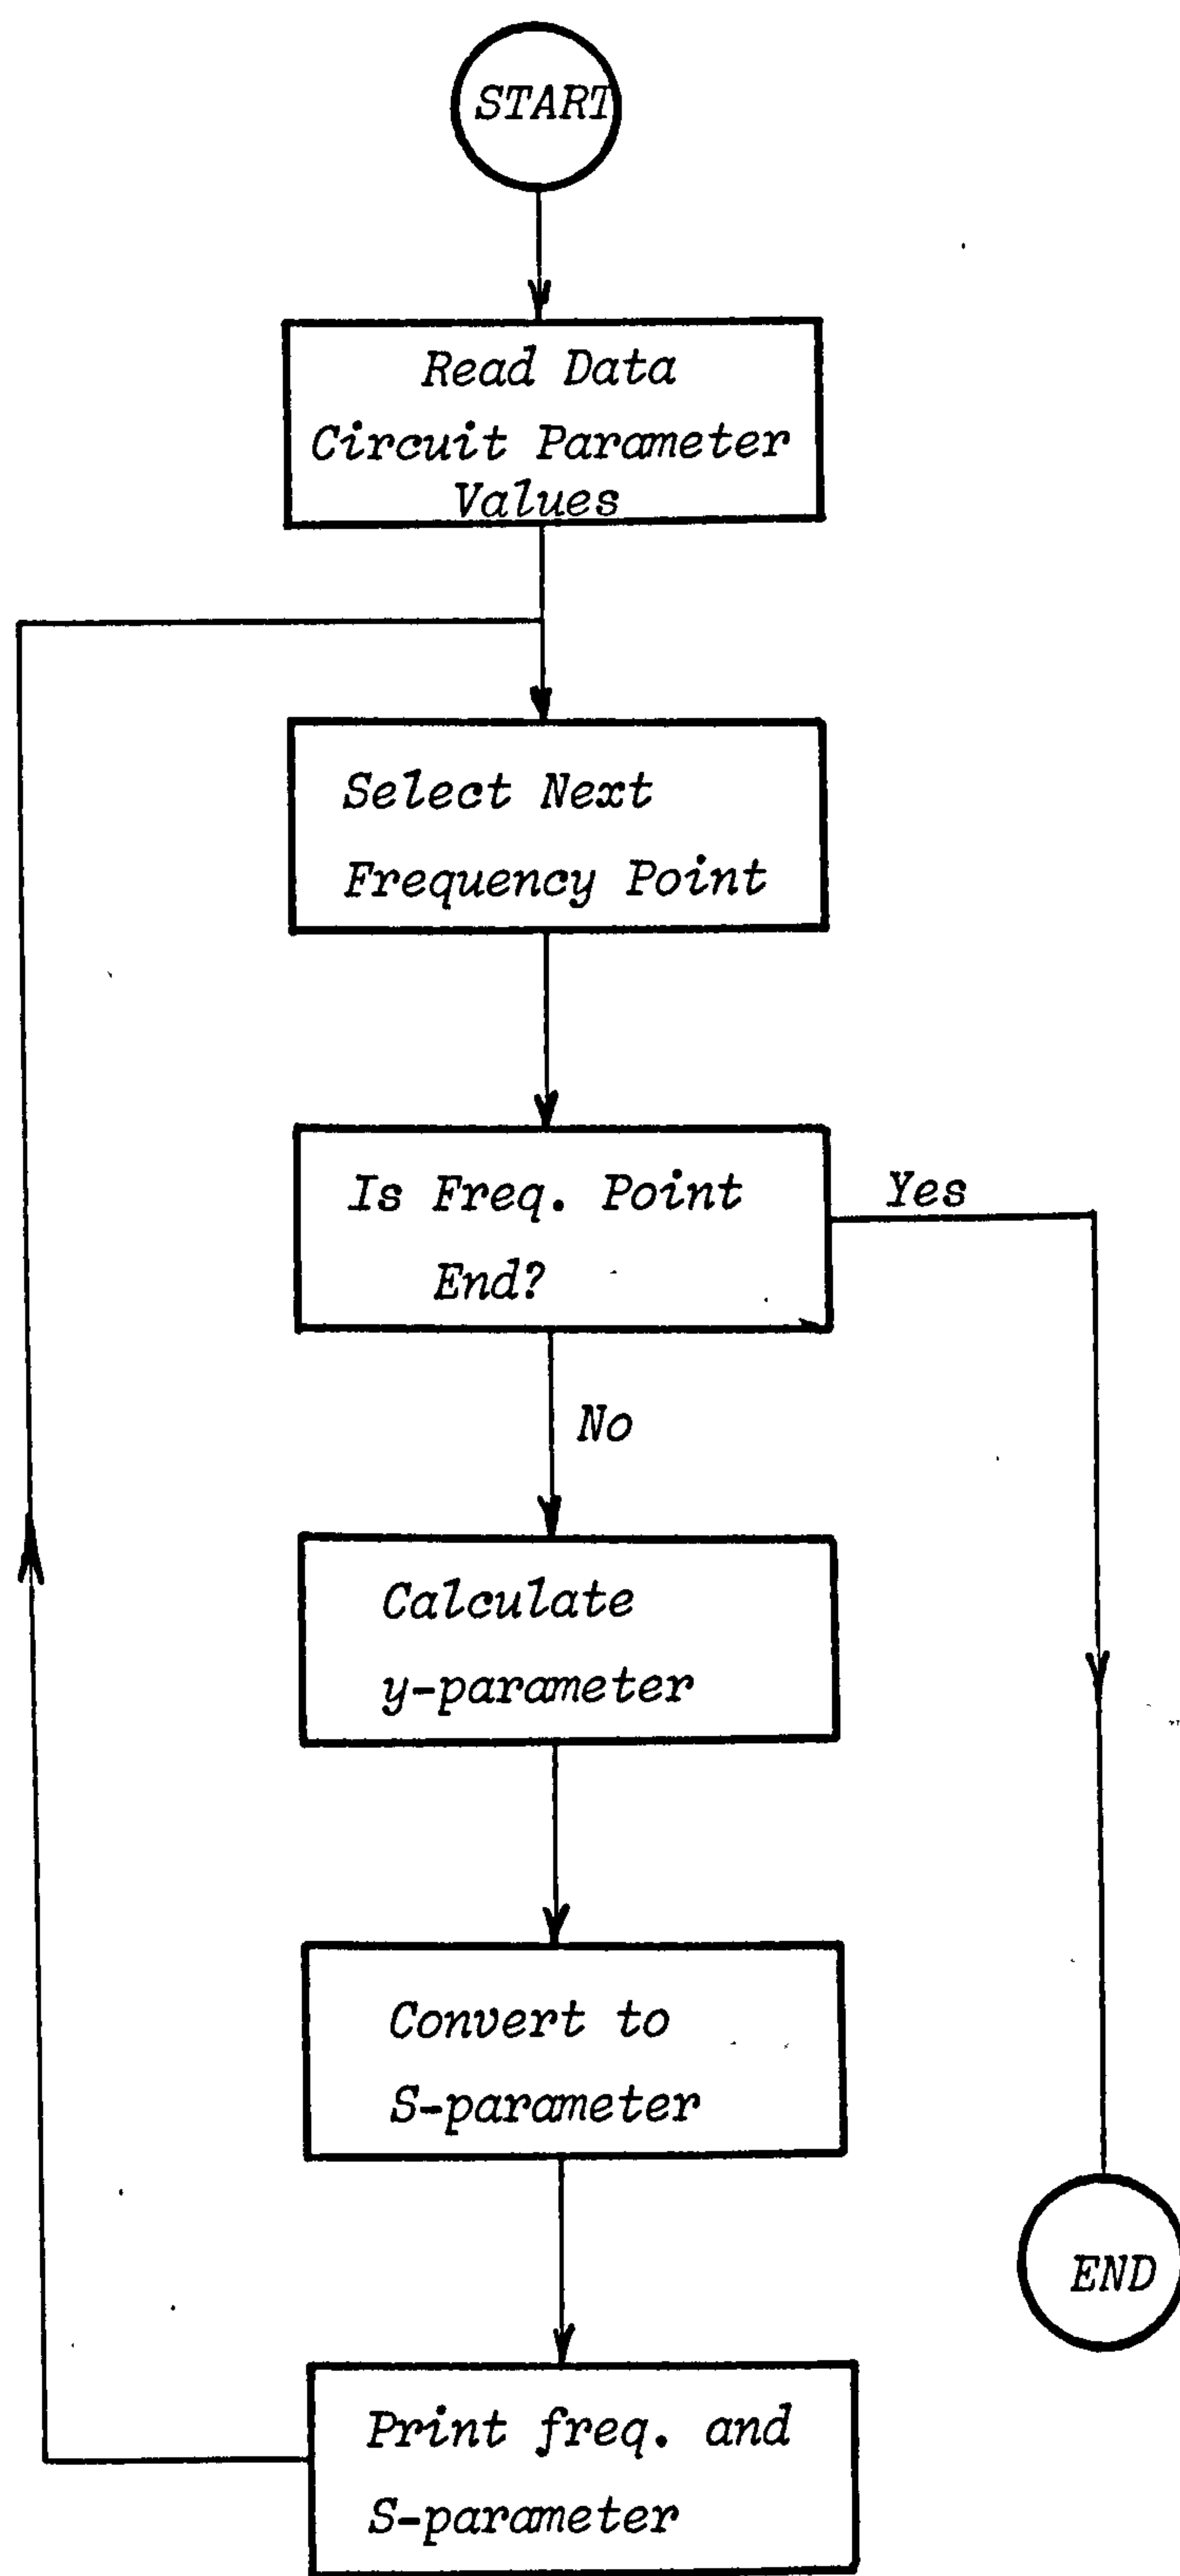 START
Read Data
Circuit Parameter
Values
Select Next
Frequency Point
Is Freq. Point
End?
Yes
No
Calculate
y-parameter
Convert to
S-parameter
END
Print freq. and
S-parameter